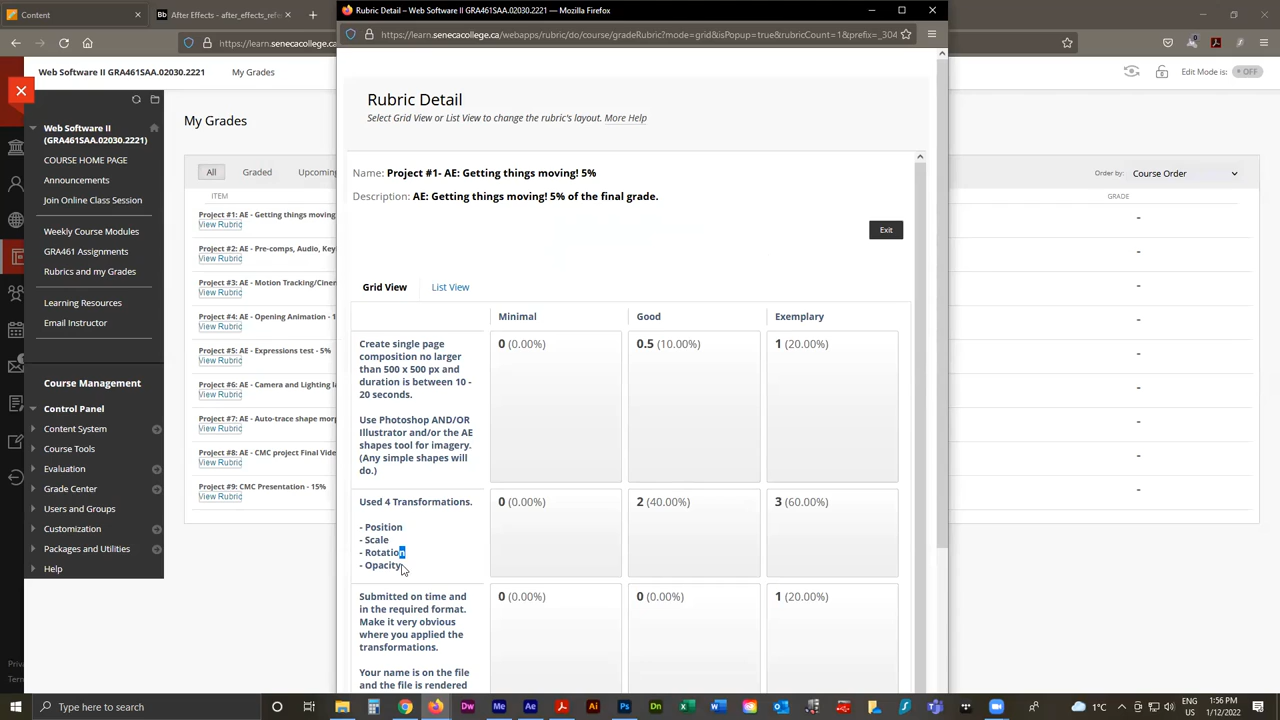 Content
After Effects - after_effects_refe
Rubric Detail – Web Software II GRA461SAA.02030.2221 — Mozilla Firefox
https://learn.senecacollege.ca/webapps/rubric/do/course/gradeRubric?mode=grid&isPopup=true&rubricCount=1&prefix=_304
https://learn.senecacollege.ca
Web Software II GRA461SAA.02030.2221
My Grades
Edit Mode is:
OFF
Web Software II
(GRA461SAA.02030.2221)
COURSE HOME PAGE
Announcements
Join Online Class Session
Weekly Course Modules
GRA461 Assignments
Rubrics and my Grades
Learning Resources
Email Instructor
Course Management
Control Panel
Content System
Course Tools
Evaluation
Grade Center
Users and Groups
Customization
Packages and Utilities
Help
My Grades
All
Graded
Upcoming
Order by:
Course Order
ITEM
GRADE
Project #1: AE - Getting things moving
View Rubric
-
Project #2: AE - Pre-comps, Audio, Key
View Rubric
-
Project #3: AE - Motion Tracking/Ciner
View Rubric
-
Project #4: AE - Opening Animation - 1
View Rubric
-
Project #5: AE - Expressions test - 5%
View Rubric
-
Project #6: AE - Camera and Lighting la
View Rubric
-
Project #7: AE - Auto-trace shape morp
View Rubric
-
Project #8: AE - CMC project Final Vide
View Rubric
-
Project #9: CMC Presentation - 15%
View Rubric
-
Rubric Detail
Select Grid View or List View to change the rubric's layout. More Help
Name: Project #1- AE: Getting things moving! 5%
Description: AE: Getting things moving! 5% of the final grade.
Exit
Grid View
List View
Minimal
Good
Exemplary
Create single page
composition no larger
than 500 x 500 px and
duration is between 10 -
20 seconds.
Use Photoshop AND/OR
Illustrator and/or the AE
shapes tool for imagery.
(Any simple shapes will
do.)
0 (0.00%)
0.5 (10.00%)
1 (20.00%)
Used 4 Transformations.
- Position
- Scale
- Rotation
- Opacity
0 (0.00%)
2 (40.00%)
3 (60.00%)
Submitted on time and
in the required format.
Make it very obvious
where you applied the
transformations.
Your name is on the file
and the file is rendered
0 (0.00%)
0 (0.00%)
1 (20.00%)
Priva
Term
Type here to search
1°C
ENG
1:56 PM
1/12/2022